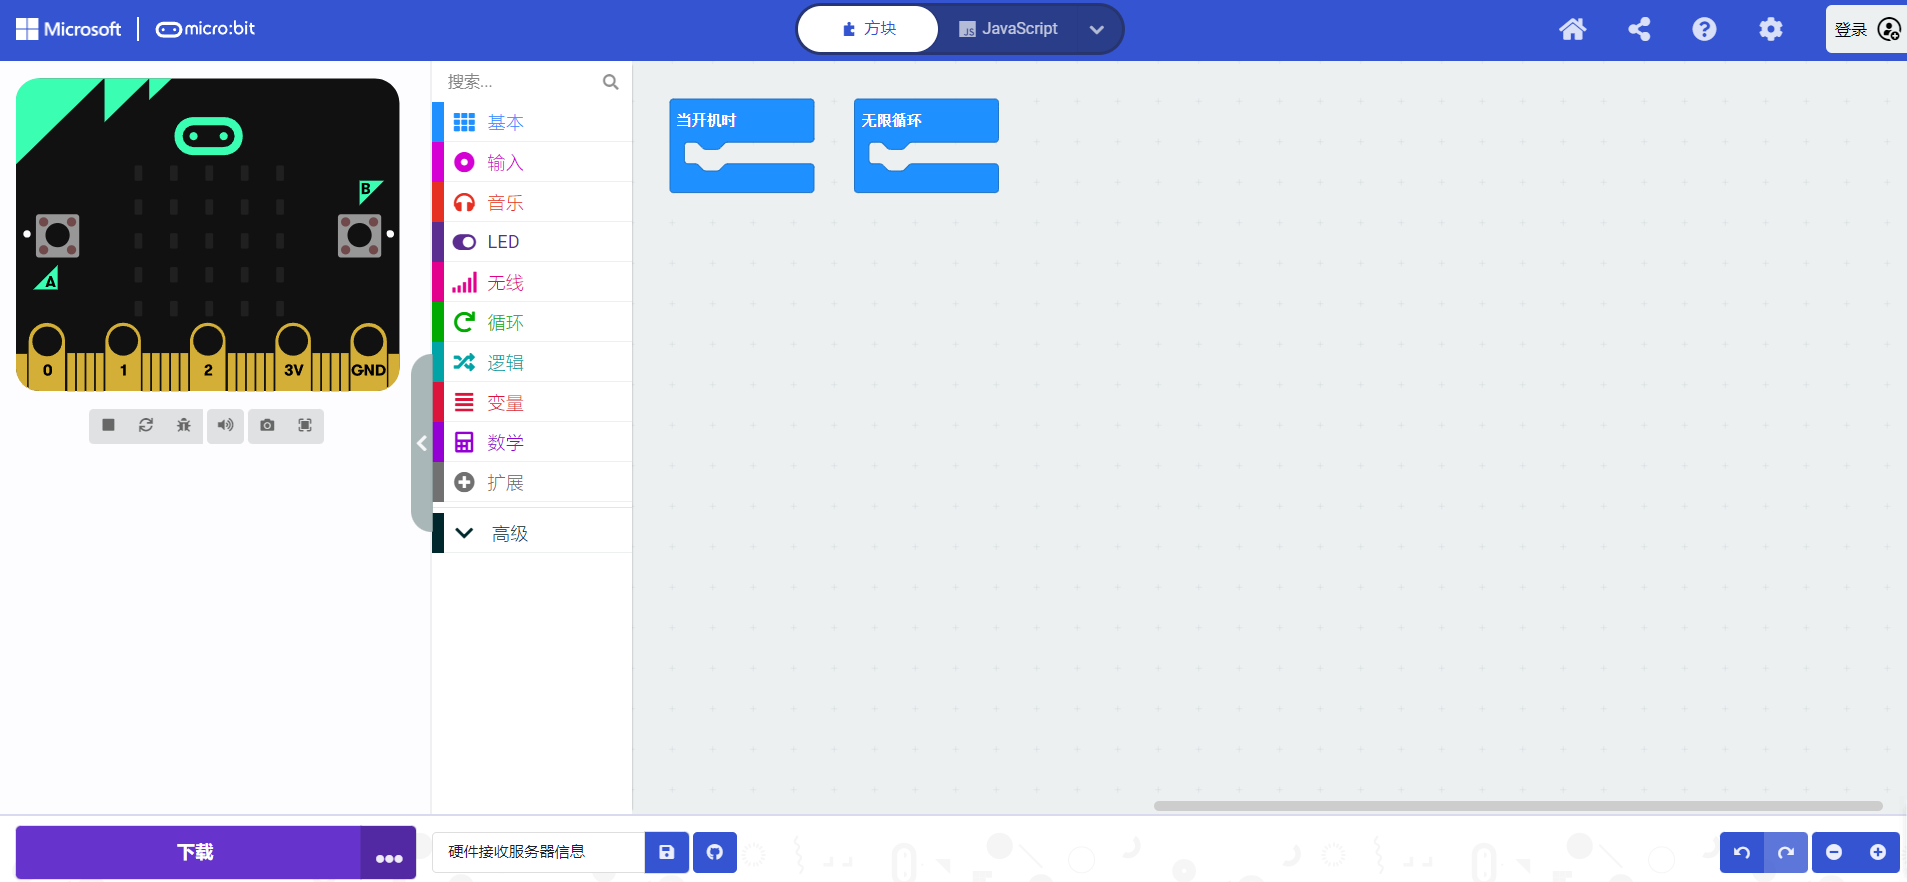 Microsoft micro:bit 方块 JS JavaScript 登录
搜索...
基本
输入
音乐
LED
无线
循环
逻辑
变量
数学
扩展
高级
B
A
0 1 2 3V GND
当开机时 无限循环
下载 硬件接收服务器信息